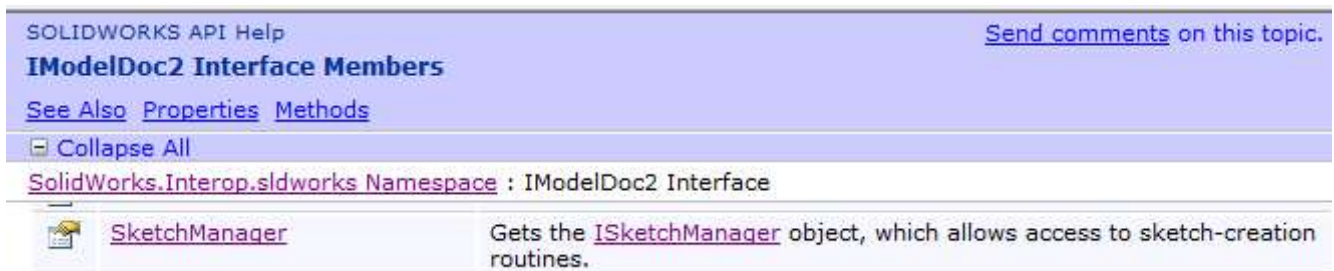 SOLIDWORKS API Help
Send comments on this topic.
IModelDoc2 Interface Members
See Also Properties Methods
Collapse All
SolidWorks.Interop.sldworks Namespace : IModelDoc2 Interface
SketchManager Gets the ISketchManager object, which allows access to sketch-creation
routines.